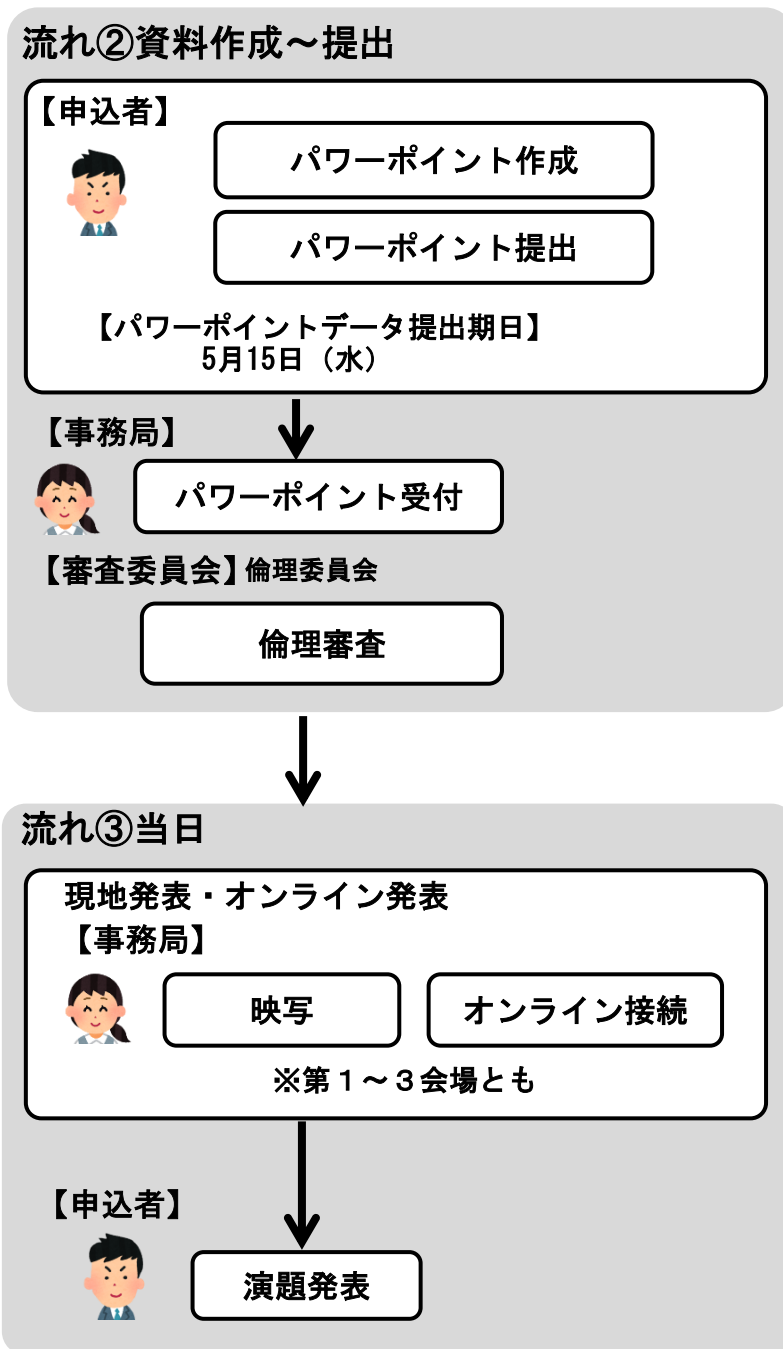 流れ②資料作成～提出
【申込者】
パワーポイント作成
パワーポイント提出
【パワーポイントデータ提出期日】
5月15日（水）
【事務局】
パワーポイント受付
【審査委員会】倫理委員会
倫理審査
流れ③当日
現地発表・オンライン発表
【事務局】
映写
オンライン接続
※第１～３会場とも
【申込者】
演題発表